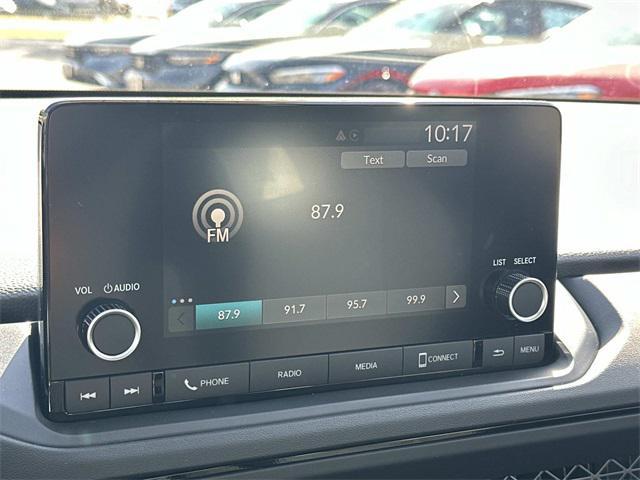 10:17
Text Scan
87.9
FM
VOL AUDIO
LIST SELECT
87.9 91.7 95.7 99.9
PHONE RADIO MEDIA CONNECT MENU